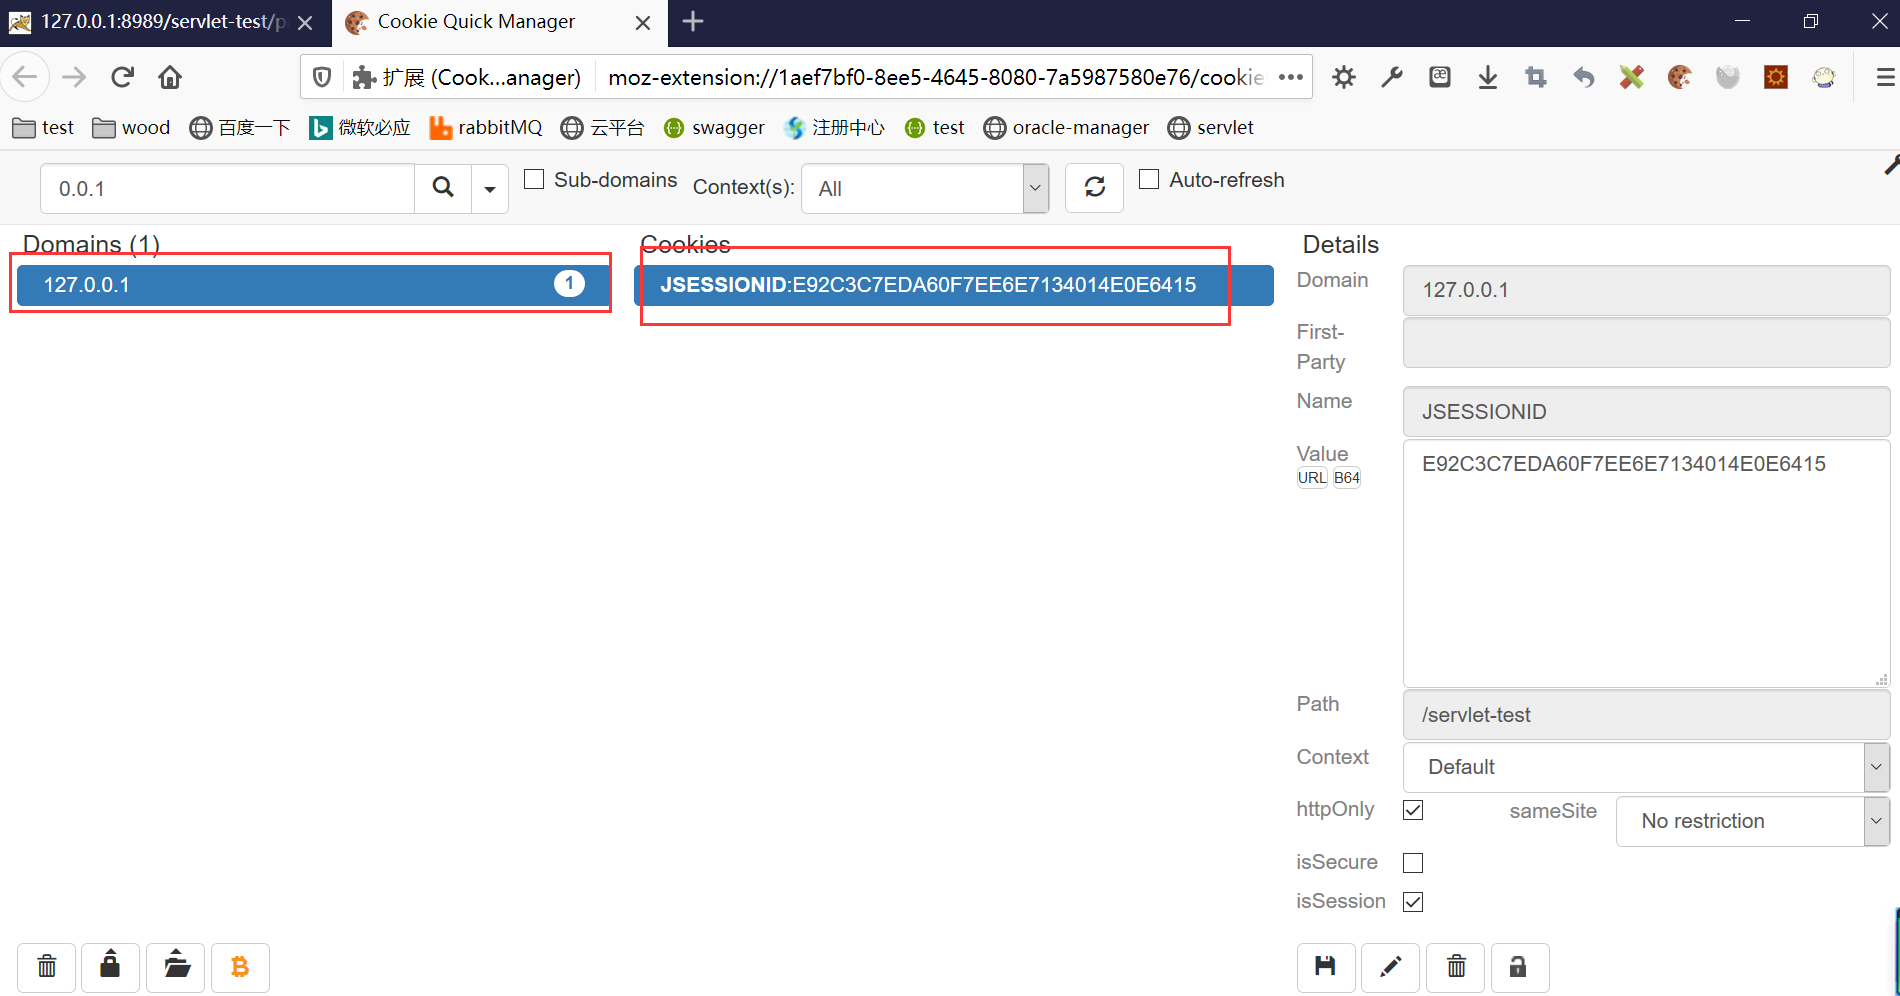 127.0.0.1:8989/servlet-test/p
Cookie Quick Manager
扩展 (Cook...anager)
moz-extension://1aef7bf0-8ee5-4645-8080-7a5987580e76/cookie
test
wood
百度一下
微软必应
rabbitMQ
云平台
swagger
注册中心
test
oracle-manager
servlet
0.0.1
Sub-domains
Context(s):
All
Auto-refresh
Domains (1)
127.0.0.1
1
Cookies
JSESSIONID:E92C3C7EDA60F7EE6E7134014E0E6415
Details
Domain
127.0.0.1
First-
Party
Name
JSESSIONID
Value
URL B64
E92C3C7EDA60F7EE6E7134014E0E6415
Path
/servlet-test
Context
Default
httpOnly
sameSite
No restriction
isSecure
isSession